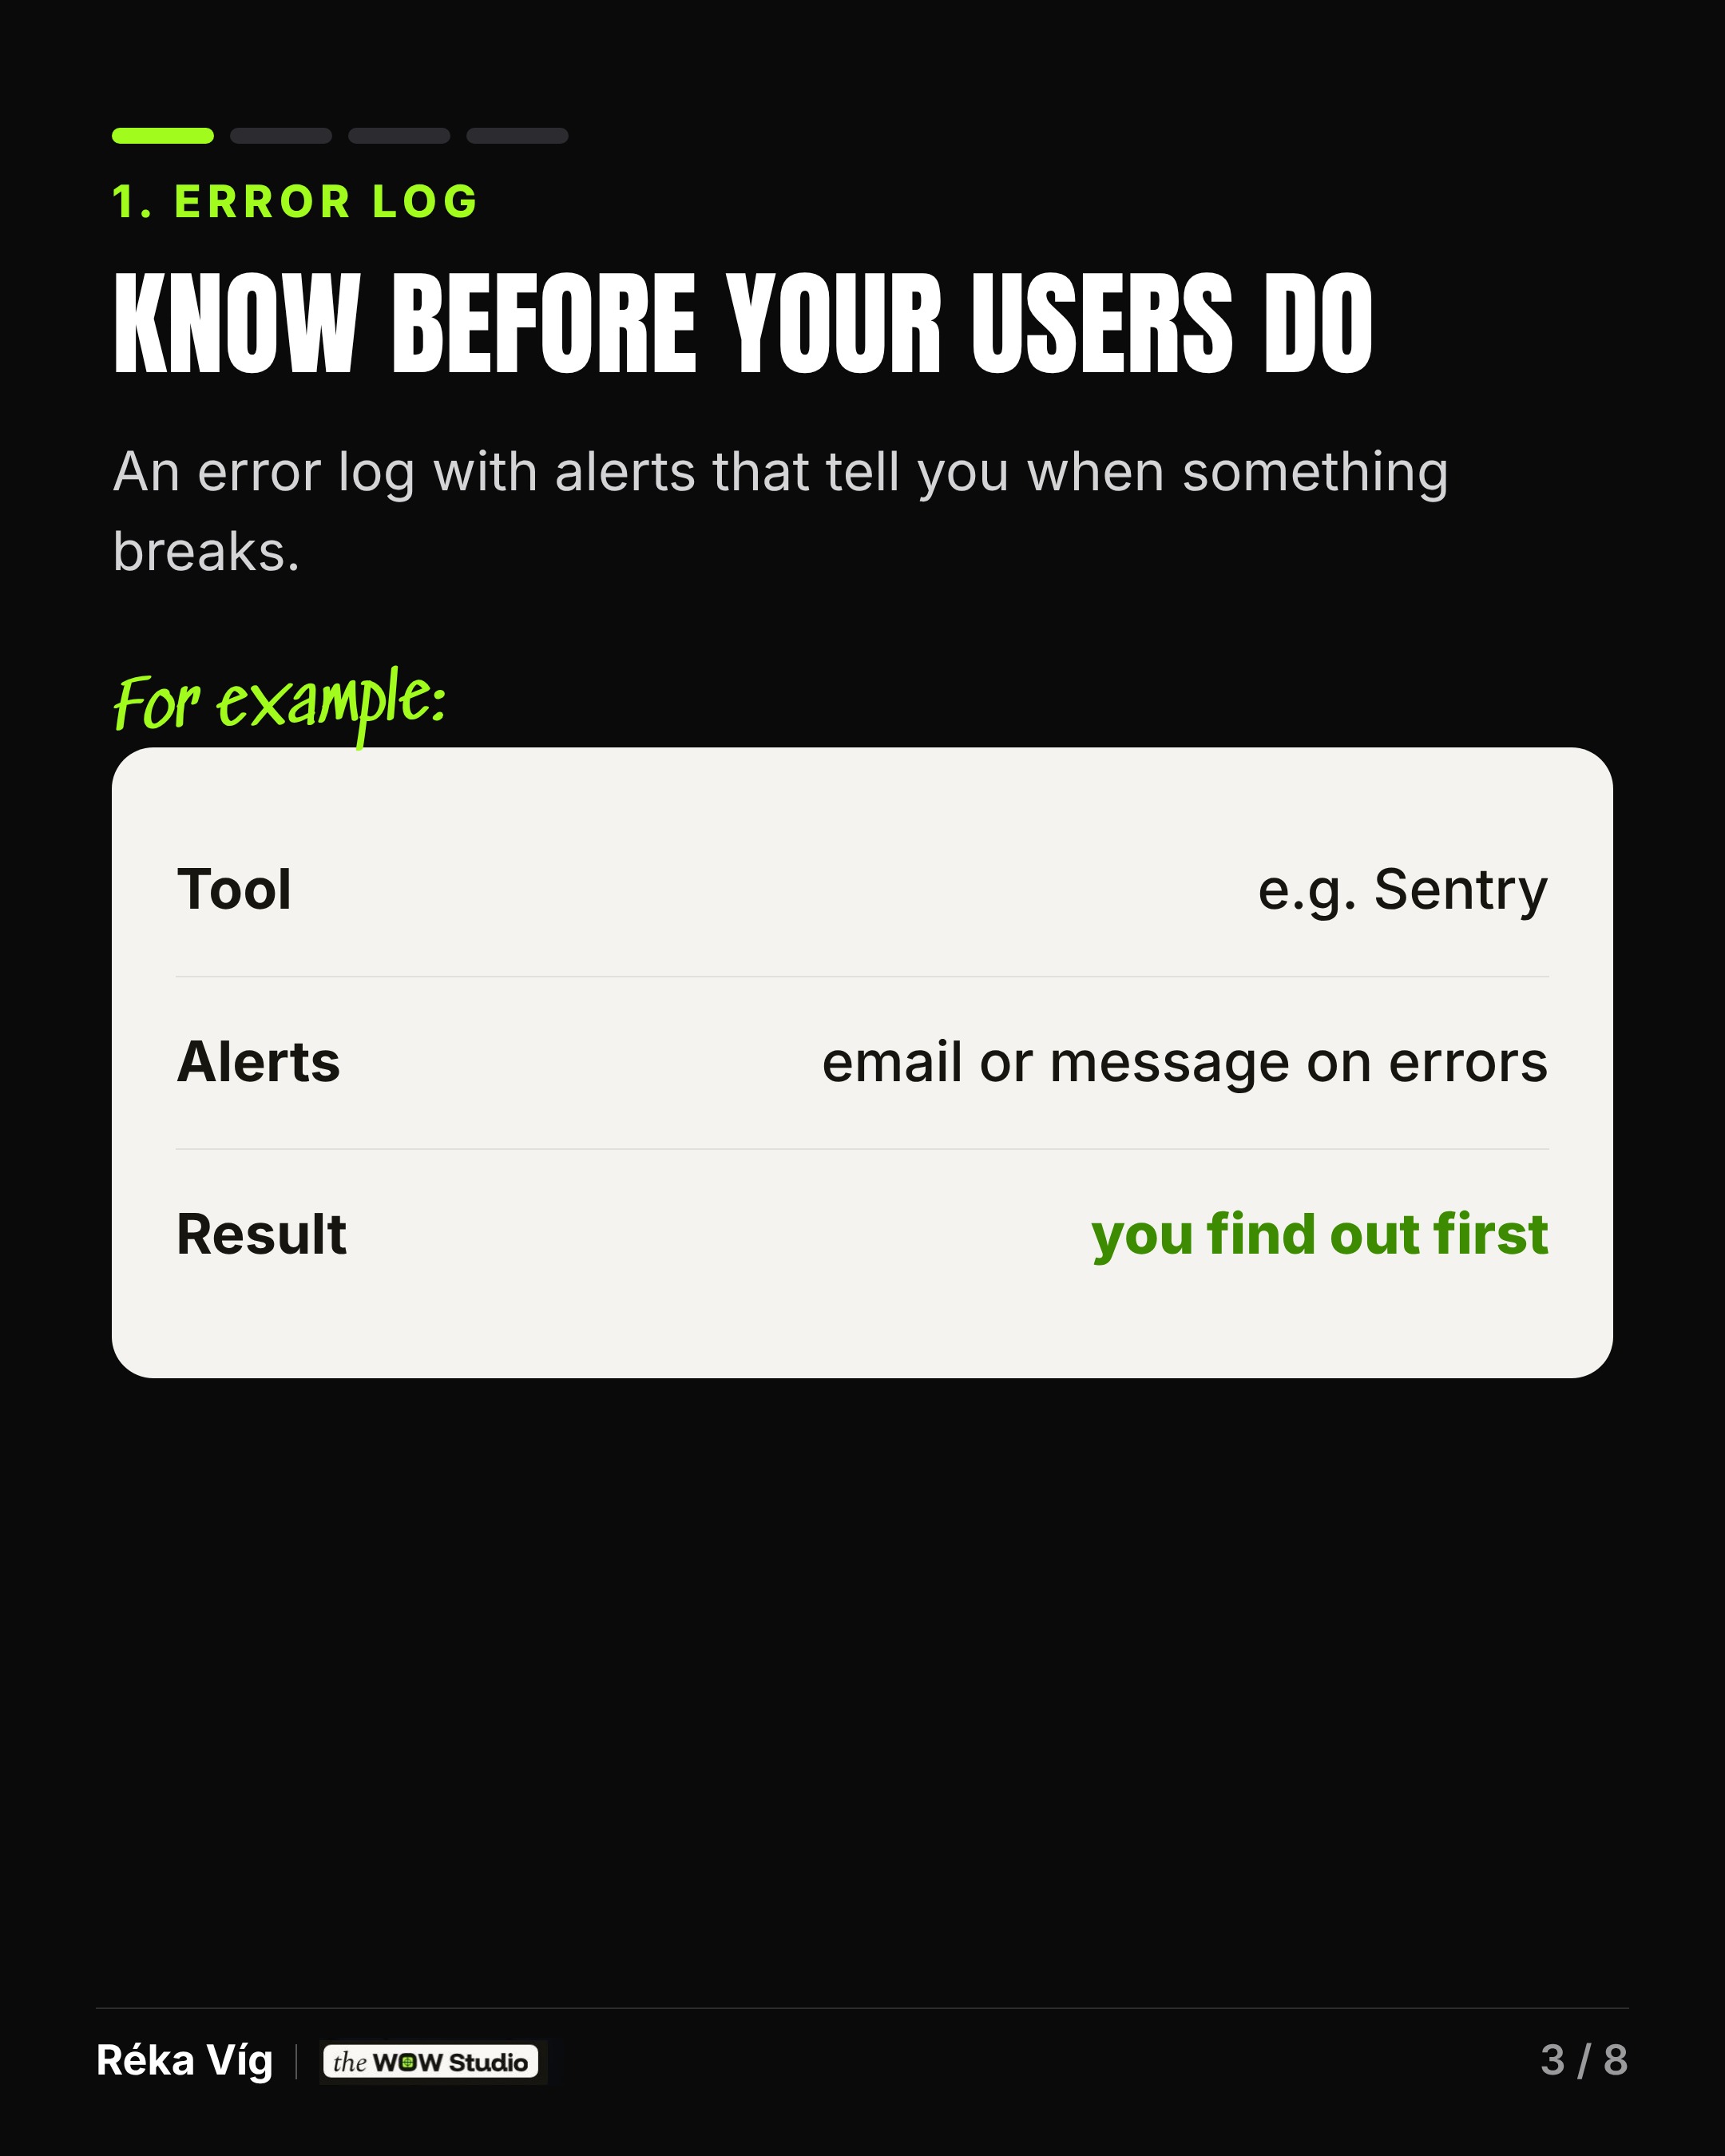 1. ERROR LOG
KNOW BEFORE YOUR USERS DO
An error log with alerts that tell you when something
breaks.
For example:
Tool e.g. Sentry
Alerts email or message on errors
Result you find out first
Réka Víg the WOW Studio 3 / 8